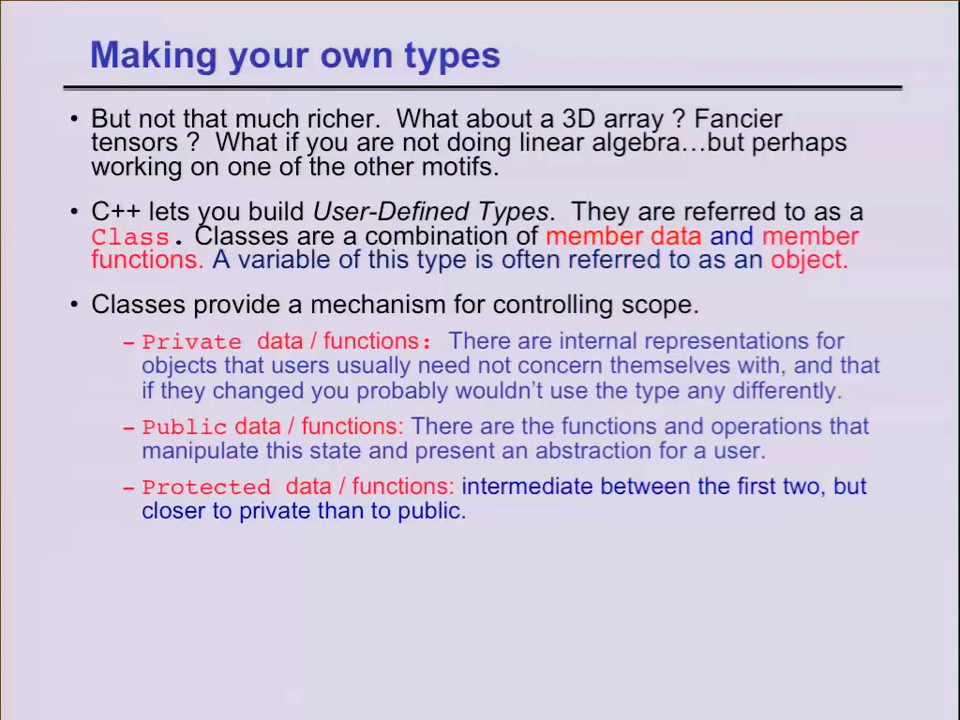 Making your own types
• But not that much richer. What about a 3D array ? Fancier
tensors ? What if you are not doing linear algebra…but perhaps
working on one of the other motifs.
• C++ lets you build User-Defined Types. They are referred to as a
Class. Classes are a combination of member data and member
functions. A variable of this type is often referred to as an object.
• Classes provide a mechanism for controlling scope.
– Private data / functions: There are internal representations for
objects that users usually need not concern themselves with, and that
if they changed you probably wouldn’t use the type any differently.
– Public data / functions: There are the functions and operations that
manipulate this state and present an abstraction for a user.
– Protected data / functions: intermediate between the first two, but
closer to private than to public.